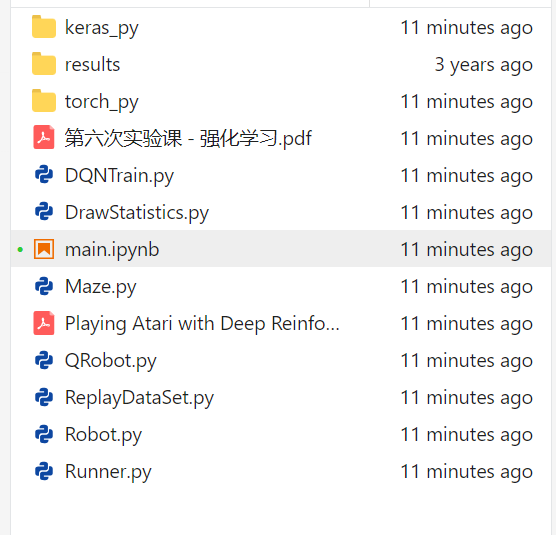 keras_py 11 minutes ago
results 3 years ago
torch_py 11 minutes ago
第六次实验课 - 强化学习.pdf 11 minutes ago
DQNTrain.py 11 minutes ago
DrawStatistics.py 11 minutes ago
main.ipynb 11 minutes ago
Maze.py 11 minutes ago
Playing Atari with Deep Reinfo... 11 minutes ago
QRobot.py 11 minutes ago
ReplayDataSet.py 11 minutes ago
Robot.py 11 minutes ago
Runner.py 11 minutes ago